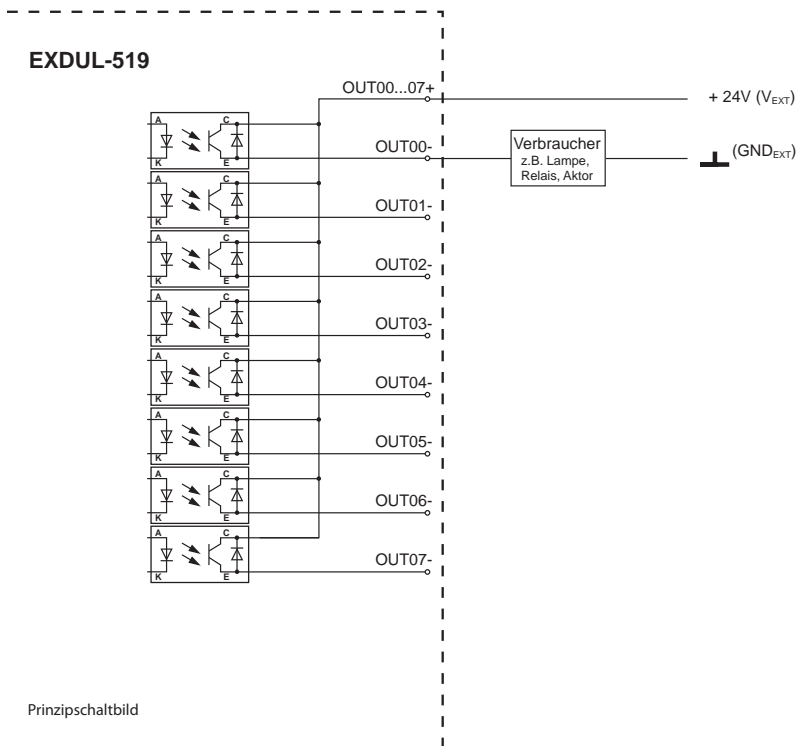 EXDUL-519
OUT00...07+
+ 24V (VEXT)
A C
K E
OUT00-
Verbraucher
z.B. Lampe,
Relais, Aktor
(GNDEXT)
A C
K E
OUT01-
A C
K E
OUT02-
A C
K E
OUT03-
A C
K E
OUT04-
A C
K E
OUT05-
A C
K E
OUT06-
A C
K E
OUT07-
Prinzipschaltbild